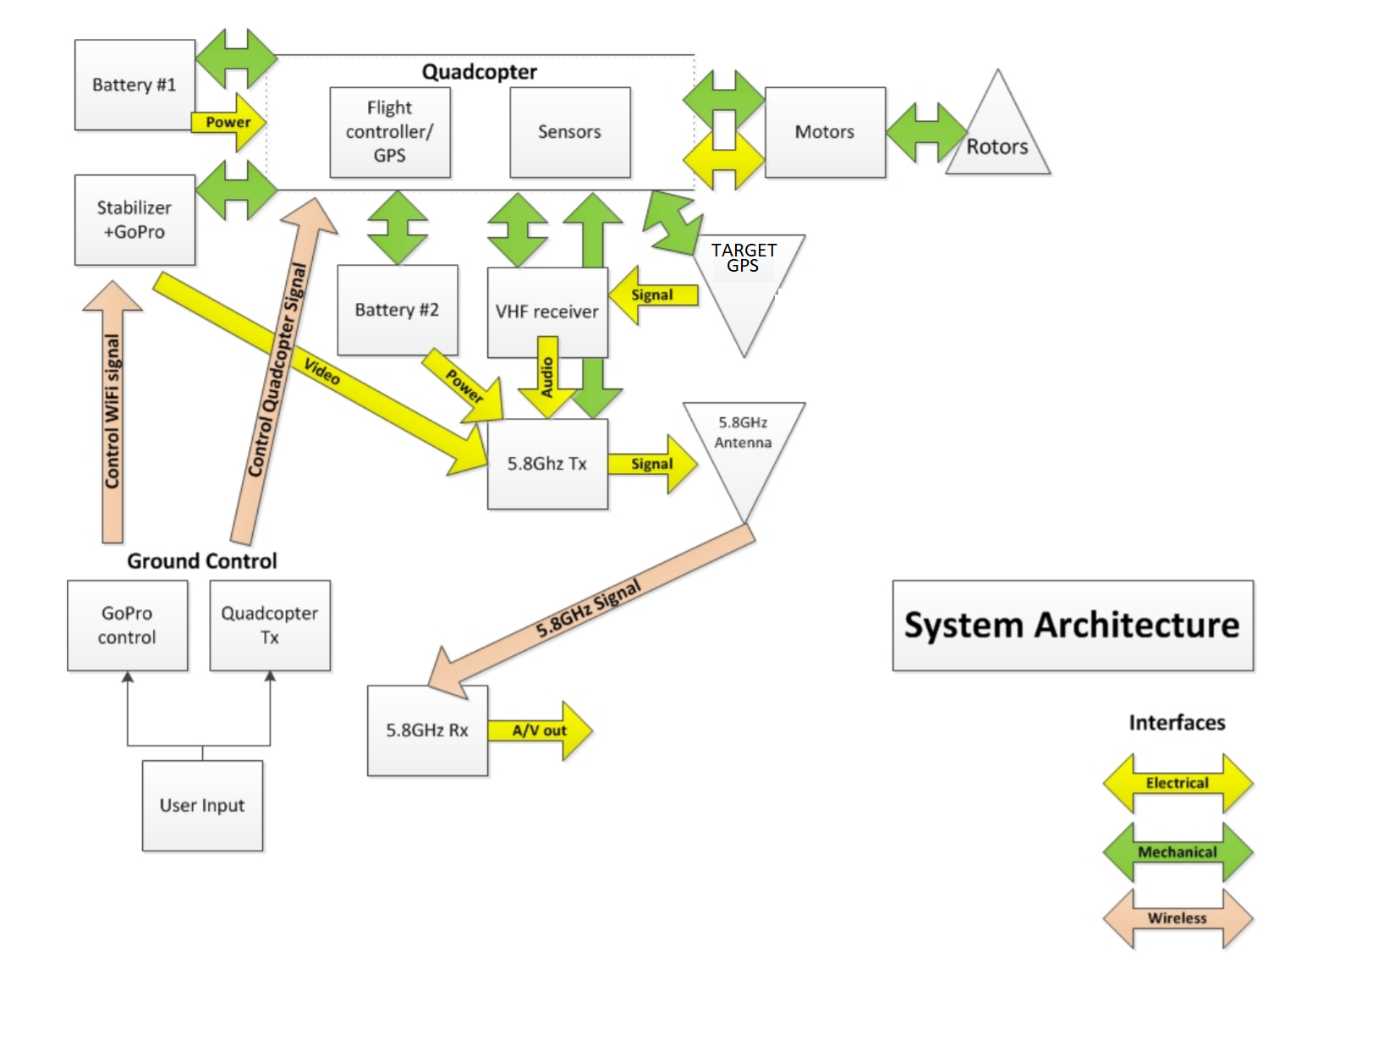 Battery #1
Power
Quadcopter
Flight
controller/
GPS
Sensors
Motors
Rotors
Stabilizer
+GoPro
Battery #2
VHF receiver
Signal
TARGET
GPS
Control WiFi signal
Control Quadcopter Signal
Video
Power
Audio
5.8Ghz Tx
Signal
5.8GHz
Antenna
Ground Control
GoPro
control
Quadcopter
Tx
5.8GHz Signal
5.8GHz Rx
A/V out
User Input
System Architecture
Interfaces
Electrical
Mechanical
Wireless